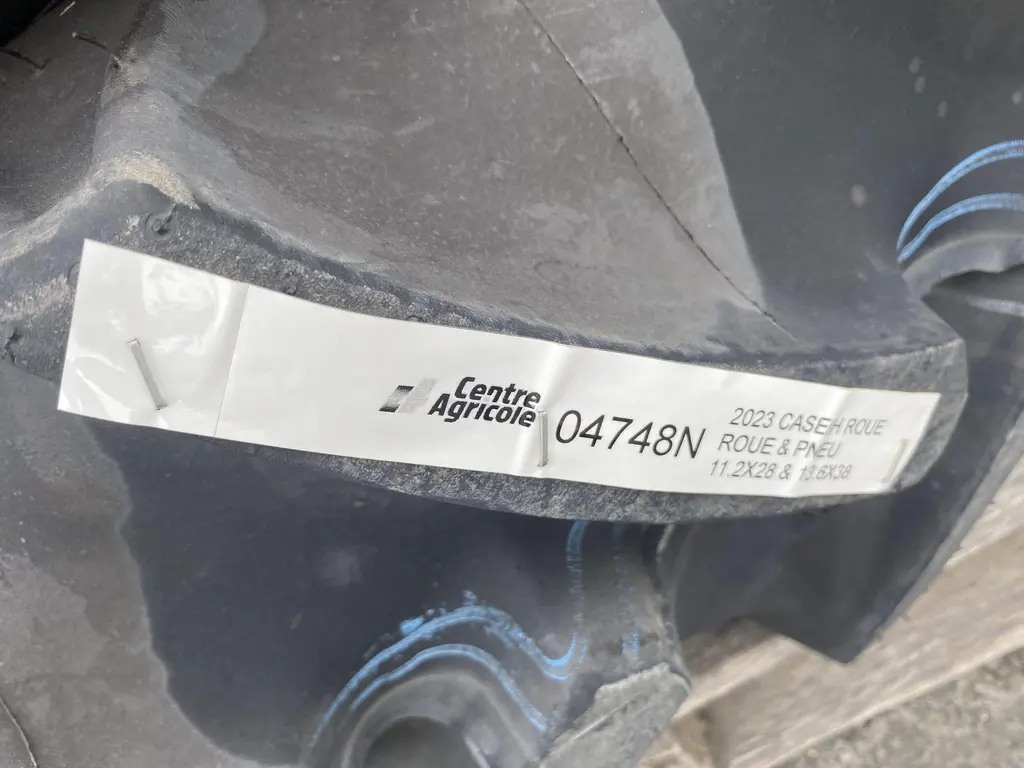 Centre
Agricole
04748N
2023 CASEIH ROUE
ROUE & PNEU
11.2X28 & 13.6X38